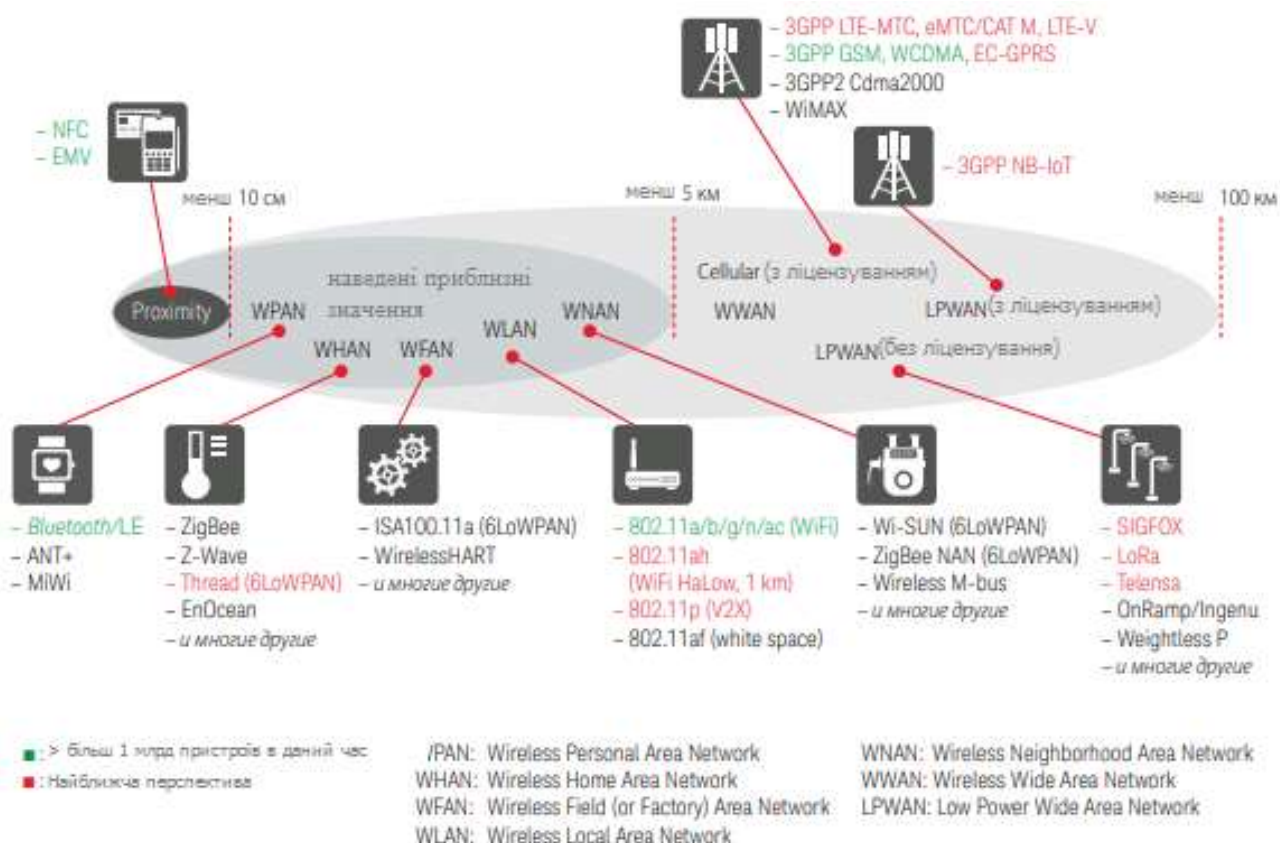 – 3GPP LTE-MTC, eMTC/CAT M, LTE-V
– 3GPP GSM, WCDMA, EC-GPRS
– 3GPP2 Cdma2000
– WiMAX
– NFC
– EMV
– 3GPP NB-IoT
менш 10 см
менш 5 км
менш 100 км
Proximity
WPAN
наведені приблизні
значення
WHAN
WFAN
WLAN
WNAN
Cellular (з ліцензуванням)
WWAN
LPWAN (з ліцензуванням)
LPWAN (без ліцензування)
– Bluetooth/LE
– ANT+
– MiWi
– ZigBee
– Z-Wave
– Thread (6LoWPAN)
– EnOcean
– и многие другие
– ISA100.11a (6LoWPAN)
– WirelessHART
– и многие другие
– 802.11a/b/g/n/ac (WiFi)
– 802.11ah
(WiFi HaLow, 1 km)
– 802.11p (V2X)
– 802.11af (white space)
– Wi-SUN (6LoWPAN)
– ZigBee NAN (6LoWPAN)
– Wireless M-bus
– и многие другие
– SIGFOX
– LoRa
– Telensa
– OnRamp/Ingenu
– Weightless P
– и многие другие
: > більш 1 млрд пристроїв в даний час
: Найближча перспектива
/PAN: Wireless Personal Area Network
WHAN: Wireless Home Area Network
WFAN: Wireless Field (or Factory) Area Network
WLAN: Wireless Local Area Network
WNAN: Wireless Neighborhood Area Network
WWAN: Wireless Wide Area Network
LPWAN: Low Power Wide Area Network